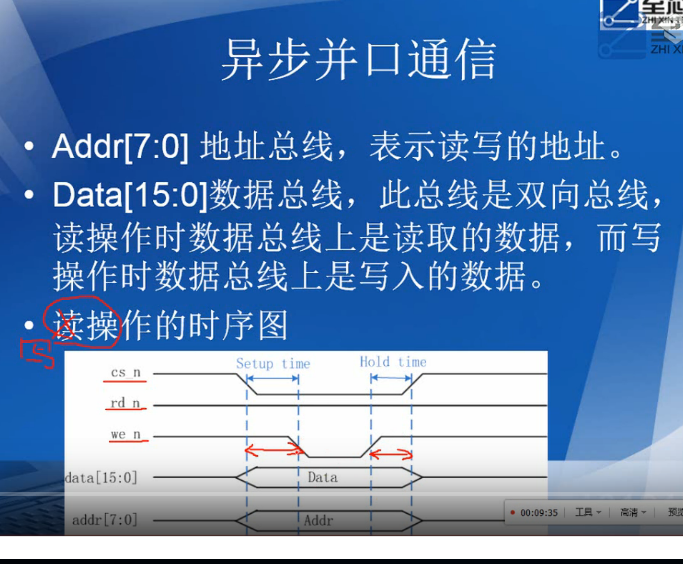 至芯
ZHI XIN
ZHI XI
异步并口通信
• Addr[7:0] 地址总线，表示读写的地址。
• Data[15:0]数据总线，此总线是双向总线，
读操作时数据总线上是读取的数据，而写
操作时数据总线上是写入的数据。
• 读操作的时序图
写
Setup time Hold time
cs_n
rd_n
we_n
data[15:0] Data
addr[7:0] Addr
00:09:35 工具 高清 预览